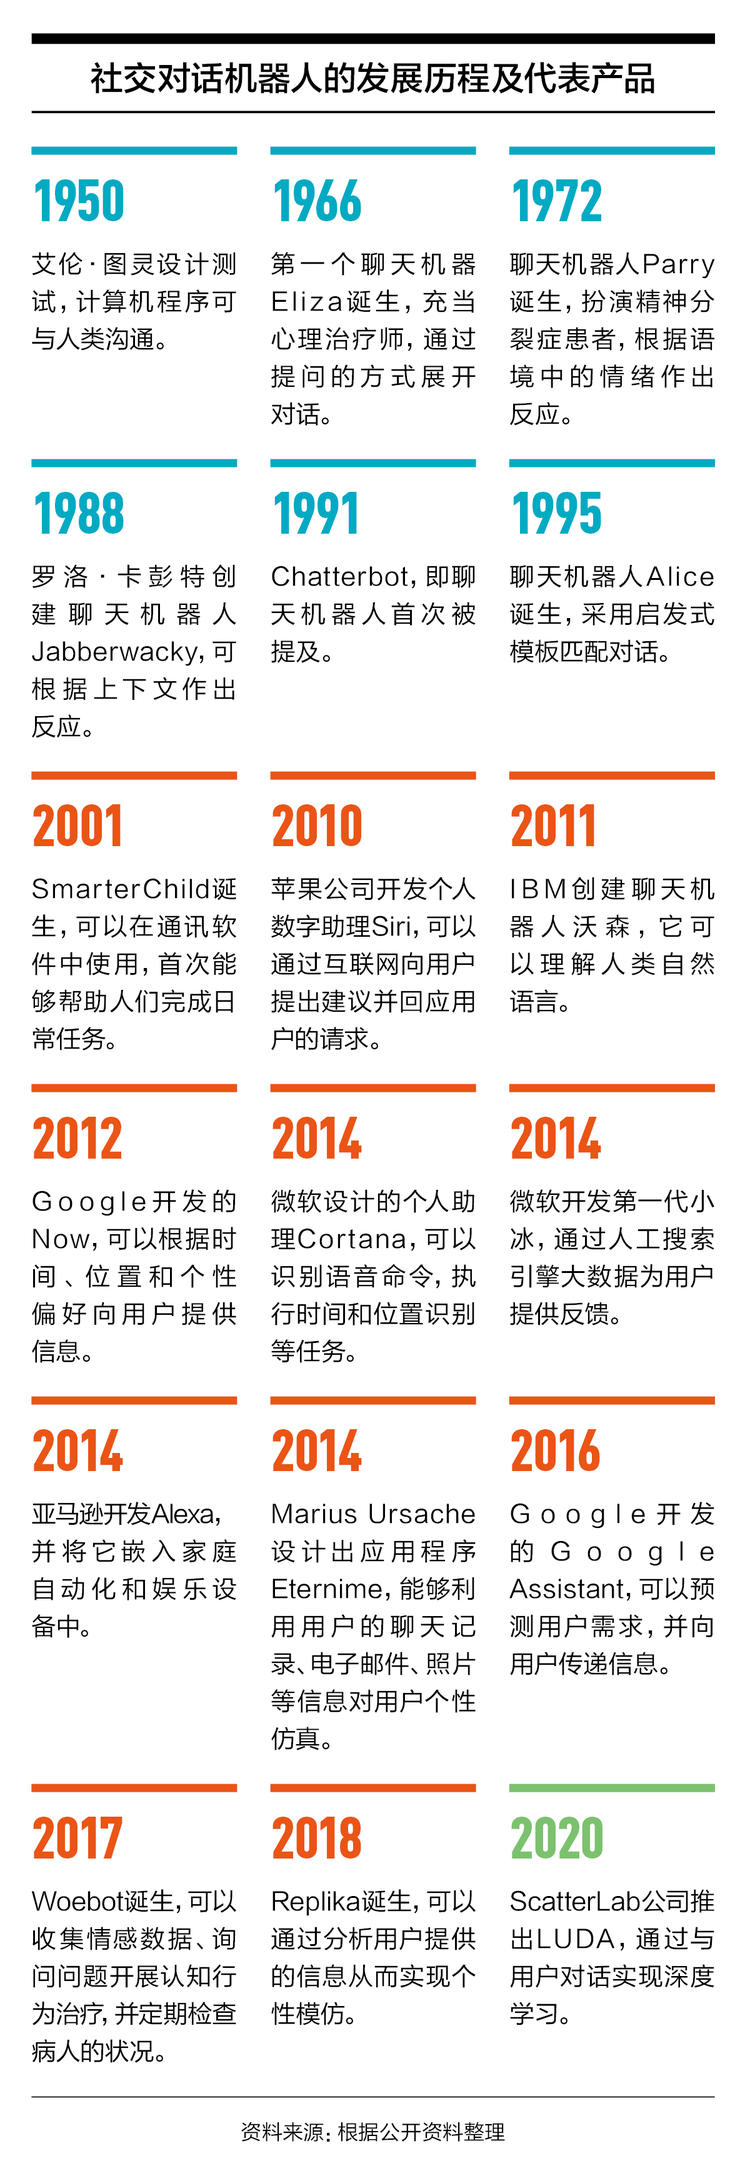 社交对话机器人的发展历程及代表产品
1950
艾伦·图灵设计测
试，计算机程序可
与人类沟通。
1966
第一个聊天机器
Eliza诞生，充当
心理治疗师，通过
提问的方式展开
对话。
1972
聊天机器人Parry
诞生，扮演精神分
裂症患者，根据语
境中的情绪作出
反应。
1988
罗洛·卡彭特创
建聊天机器人
Jabberwacky，可
根据上下文作出
反应。
1991
Chatterbot，即聊
天机器人首次被
提及。
1995
聊天机器人Alice
诞生，采用启发式
模板匹配对话。
2001
SmarterChild诞
生，可以在通讯软
件中使用，首次能
够帮助人们完成日
常任务。
2010
苹果公司开发个人
数字助理Siri，可以
通过互联网向用户
提出建议并回应用
户的请求。
2011
IBM创建聊天机
器人沃森，它可
以理解人类自然
语言。
2012
Google开发的
Now，可以根据时
间、位置和个性
偏好向用户提供
信息。
2014
微软设计的个人助
理Cortana，可以
识别语音命令，执
行时间和位置识别
等任务。
2014
微软开发第一代小
冰，通过人工搜索
引擎大数据为用户
提供反馈。
2014
亚马逊开发Alexa，
并将它嵌入家庭
自动化和娱乐设
备中。
2014
Marius Ursache
设计出应用程序
Eternime，能够利
用用户的聊天记
录、电子邮件、照片
等信息对用户个性
仿真。
2016
Google开发
的Google
Assistant，可以预
测用户需求，并向
用户传递信息。
2017
Woebot诞生，可以
收集情感数据、询
问问题开展认知行
为治疗，并定期检查
病人的状况。
2018
Replika诞生，可以
通过分析用户提供
的信息从而实现个
性模仿。
2020
ScatterLab公司推
出LUDA，通过与
用户对话实现深度
学习。
资料来源：根据公开资料整理